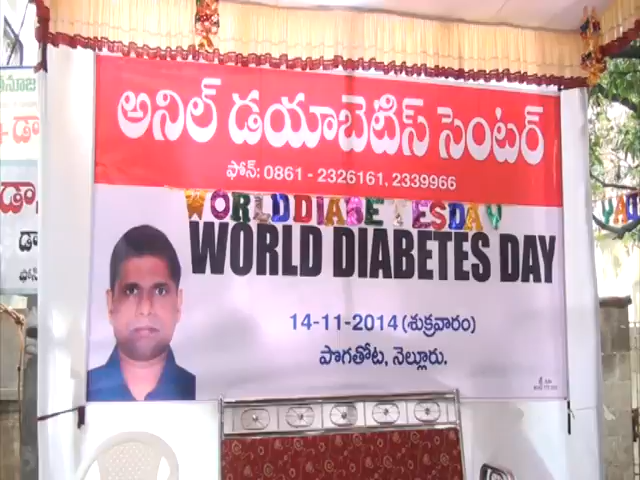 అనిల్ డయాబెటిస్ సెంటర్
ఫోన్: 0861 - 2326161, 2339966
WORLD DIABETES DAY
WORLD DIABETES DAY
14-11-2014 (శుక్రవారం)
పొగతోట, నెల్లూరు.